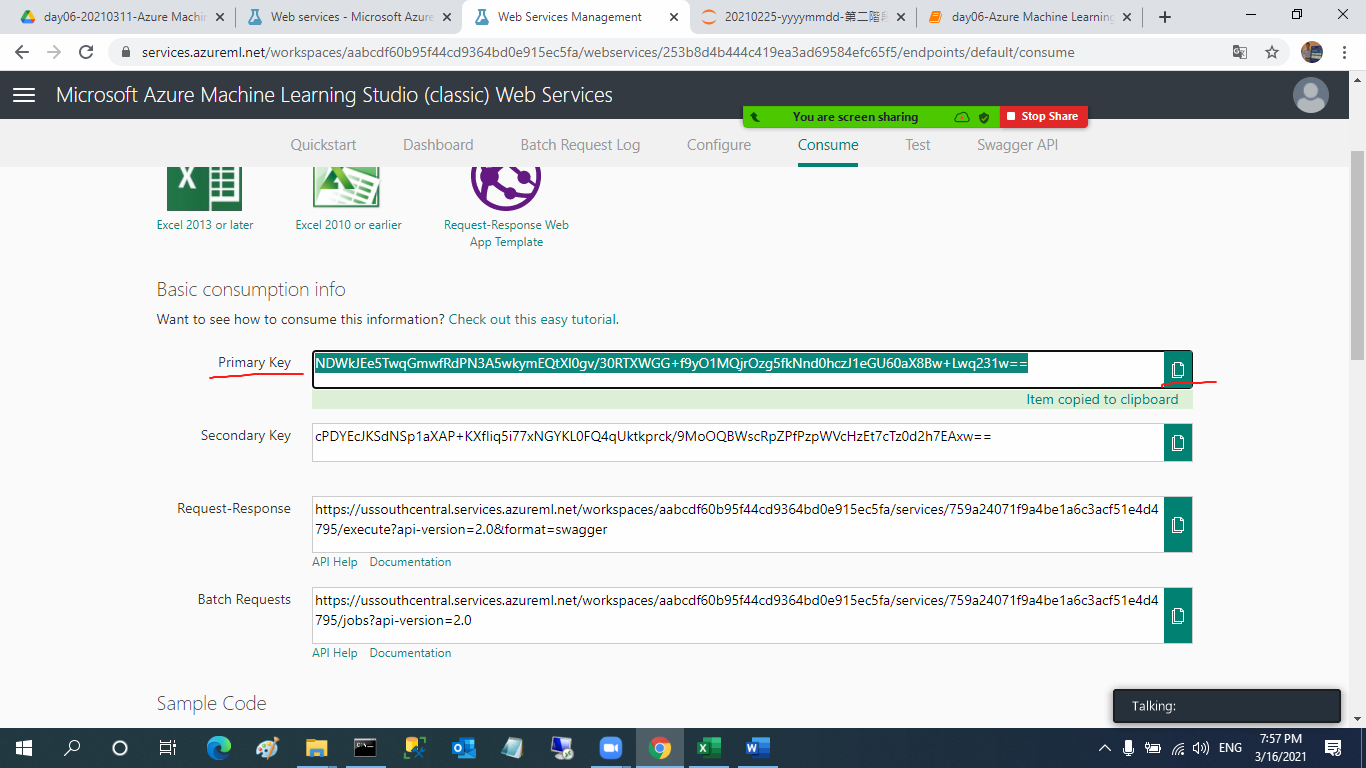 day06-20210311-Azure Machi
Web services - Microsoft Azure
Web Services Management
20210225-yyyymmdd-第二階段
day06-Azure Machine Learning
services.azureml.net/workspaces/aabcdf60b95f44cd9364bd0e915ec5fa/webservices/253b8d4b444c419ea3ad69584efc65f5/endpoints/default/consume
Microsoft Azure Machine Learning Studio (classic) Web Services
You are screen sharing
Stop Share
Quickstart
Dashboard
Batch Request Log
Configure
Consume
Test
Swagger API
Excel 2013 or later
Excel 2010 or earlier
Request-Response Web
App Template
Basic consumption info
Want to see how to consume this information? Check out this easy tutorial.
Primary Key
NDWkJEe5TwqGmwfRdPN3A5wkymEQtXl0gv/30RTXWGG+f9yO1MQjrOzg5fkNnd0hczJ1eGU60aX8Bw+Lwq231w==
Item copied to clipboard
Secondary Key
cPDYEcJKSdNSp1aXAP+KXfliq5i77xNGYKL0FQ4qUktkprck/9MoOQBWscRpZPfPzpWVcHzEt7cTz0d2h7EAxw==
Request-Response
https://ussouthcentral.services.azureml.net/workspaces/aabcdf60b95f44cd9364bd0e915ec5fa/services/759a24071f9a4be1a6c3acf51e4d4
795/execute?api-version=2.0&format=swagger
API Help
Documentation
Batch Requests
https://ussouthcentral.services.azureml.net/workspaces/aabcdf60b95f44cd9364bd0e915ec5fa/services/759a24071f9a4be1a6c3acf51e4d4
795/jobs?api-version=2.0
API Help
Documentation
Sample Code
Talking:
ENG
7:57 PM
3/16/2021